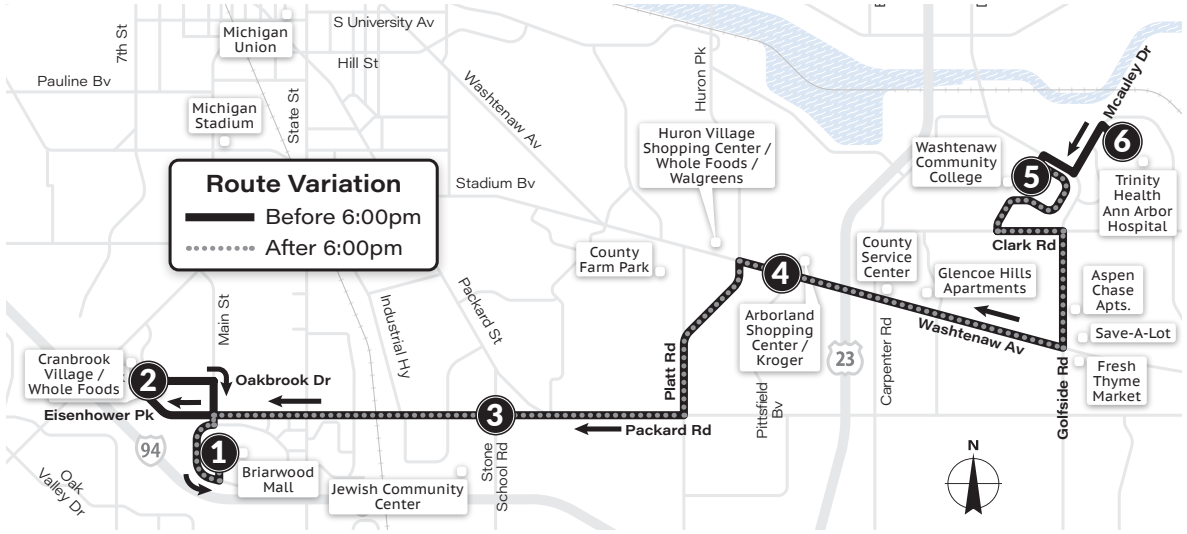 S University Av
Michigan
Union
7th St
Hill St
Pauline Bv
State St
Washtenaw Av
Huron Pk
Mcauley Dr
Michigan
Stadium
Huron Village
Shopping Center /
Whole Foods /
Walgreens
Washtenaw
Community
College
6
5
Trinity
Health
Ann Arbor
Hospital
Route Variation
Before 6:00pm
After 6:00pm
Stadium Bv
County
Farm Park
4
County
Service
Center
Clark Rd
Glencoe Hills
Apartments
Aspen
Chase
Apts.
Main St
Industrial Hy
Packard St
Arborland
Shopping
Center /
Kroger
Washtenaw Av
Save-A-Lot
Fresh
Thyme
Market
Cranbrook
Village /
Whole Foods
2
Oakbrook Dr
Eisenhower Pk
Platt Rd
23
Carpenter Rd
Golfside Rd
3
Packard Rd
Pittsfield
Bv
94
1
Briarwood
Mall
Jewish Community
Center
Stone
School Rd
Oak
Valley Dr
N